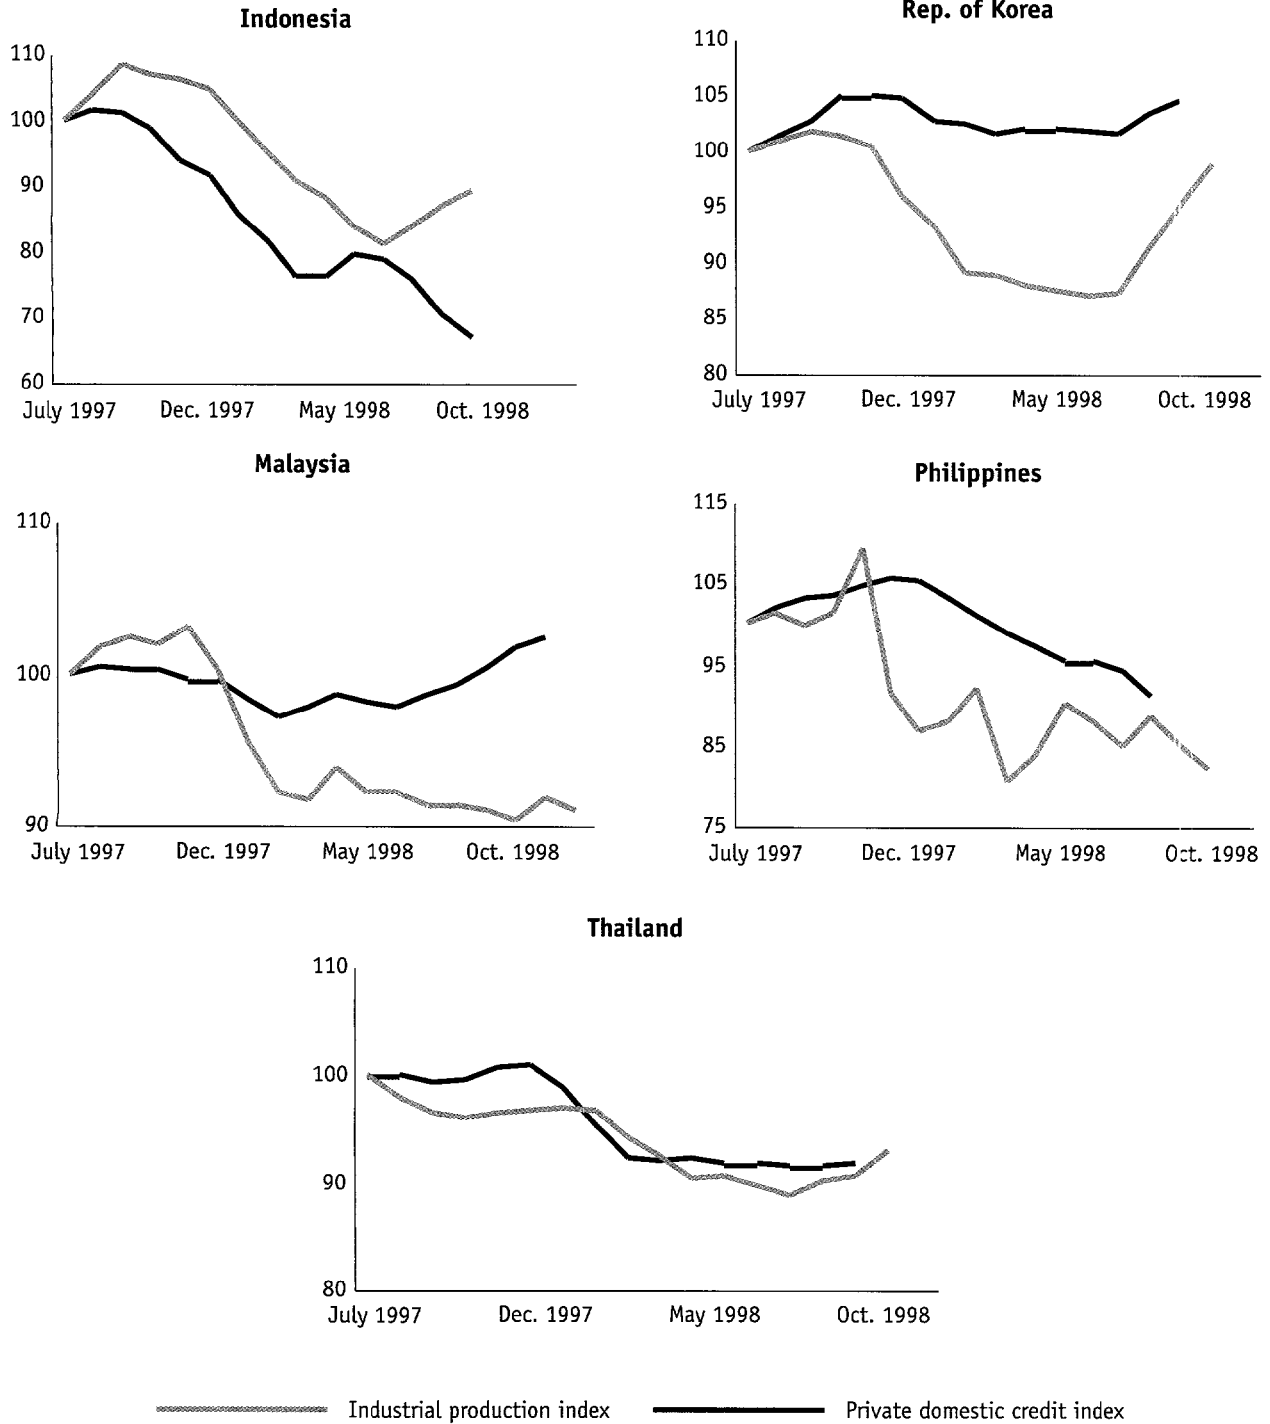 Indonesia
110
100
90
80
70
60
July 1997 Dec. 1997 May 1998 Oct. 1998
Rep. of Korea
110
105
100
95
90
85
80
July 1997 Dec. 1997 May 1998 Oct. 1998
Malaysia
110
100
90
July 1997 Dec. 1997 May 1998 Oct. 1998
Philippines
115
105
95
85
75
July 1997 Dec. 1997 May 1998 Oct. 1998
Thailand
110
100
90
80
July 1997 Dec. 1997 May 1998 Oct. 1998
Industrial production index Private domestic credit index